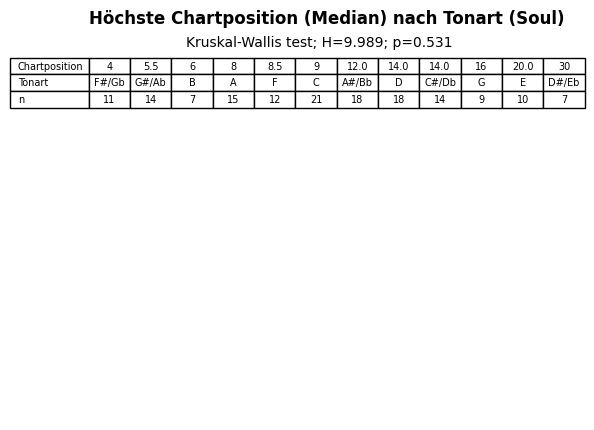 Höchste Chartposition (Median) nach Tonart (Soul)
Kruskal-Wallis test; H=9.989; p=0.531
Chartposition 4 5.5 6 8 8.5 9 12.0 14.0 14.0 16 20.0 30
Tonart F#/Gb G#/Ab B A F C A#/Bb D C#/Db G E D#/Eb
n 11 14 7 15 12 21 18 18 14 9 10 7